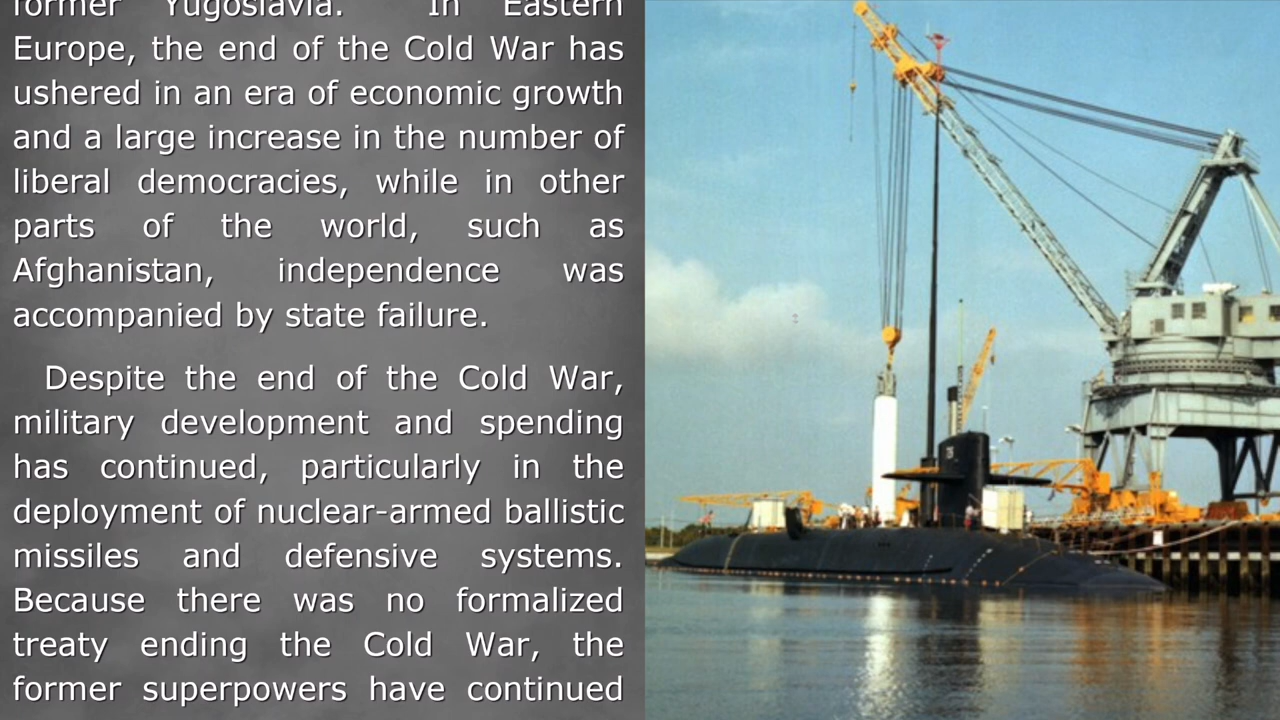 former Yugoslavia. In Eastern
Europe, the end of the Cold War has
ushered in an era of economic growth
and a large increase in the number of
liberal democracies, while in other
parts of the world, such as
Afghanistan, independence was
accompanied by state failure.
Despite the end of the Cold War,
military development and spending
has continued, particularly in the
deployment of nuclear-armed ballistic
missiles and defensive systems.
Because there was no formalized
treaty ending the Cold War, the
former superpowers have continued